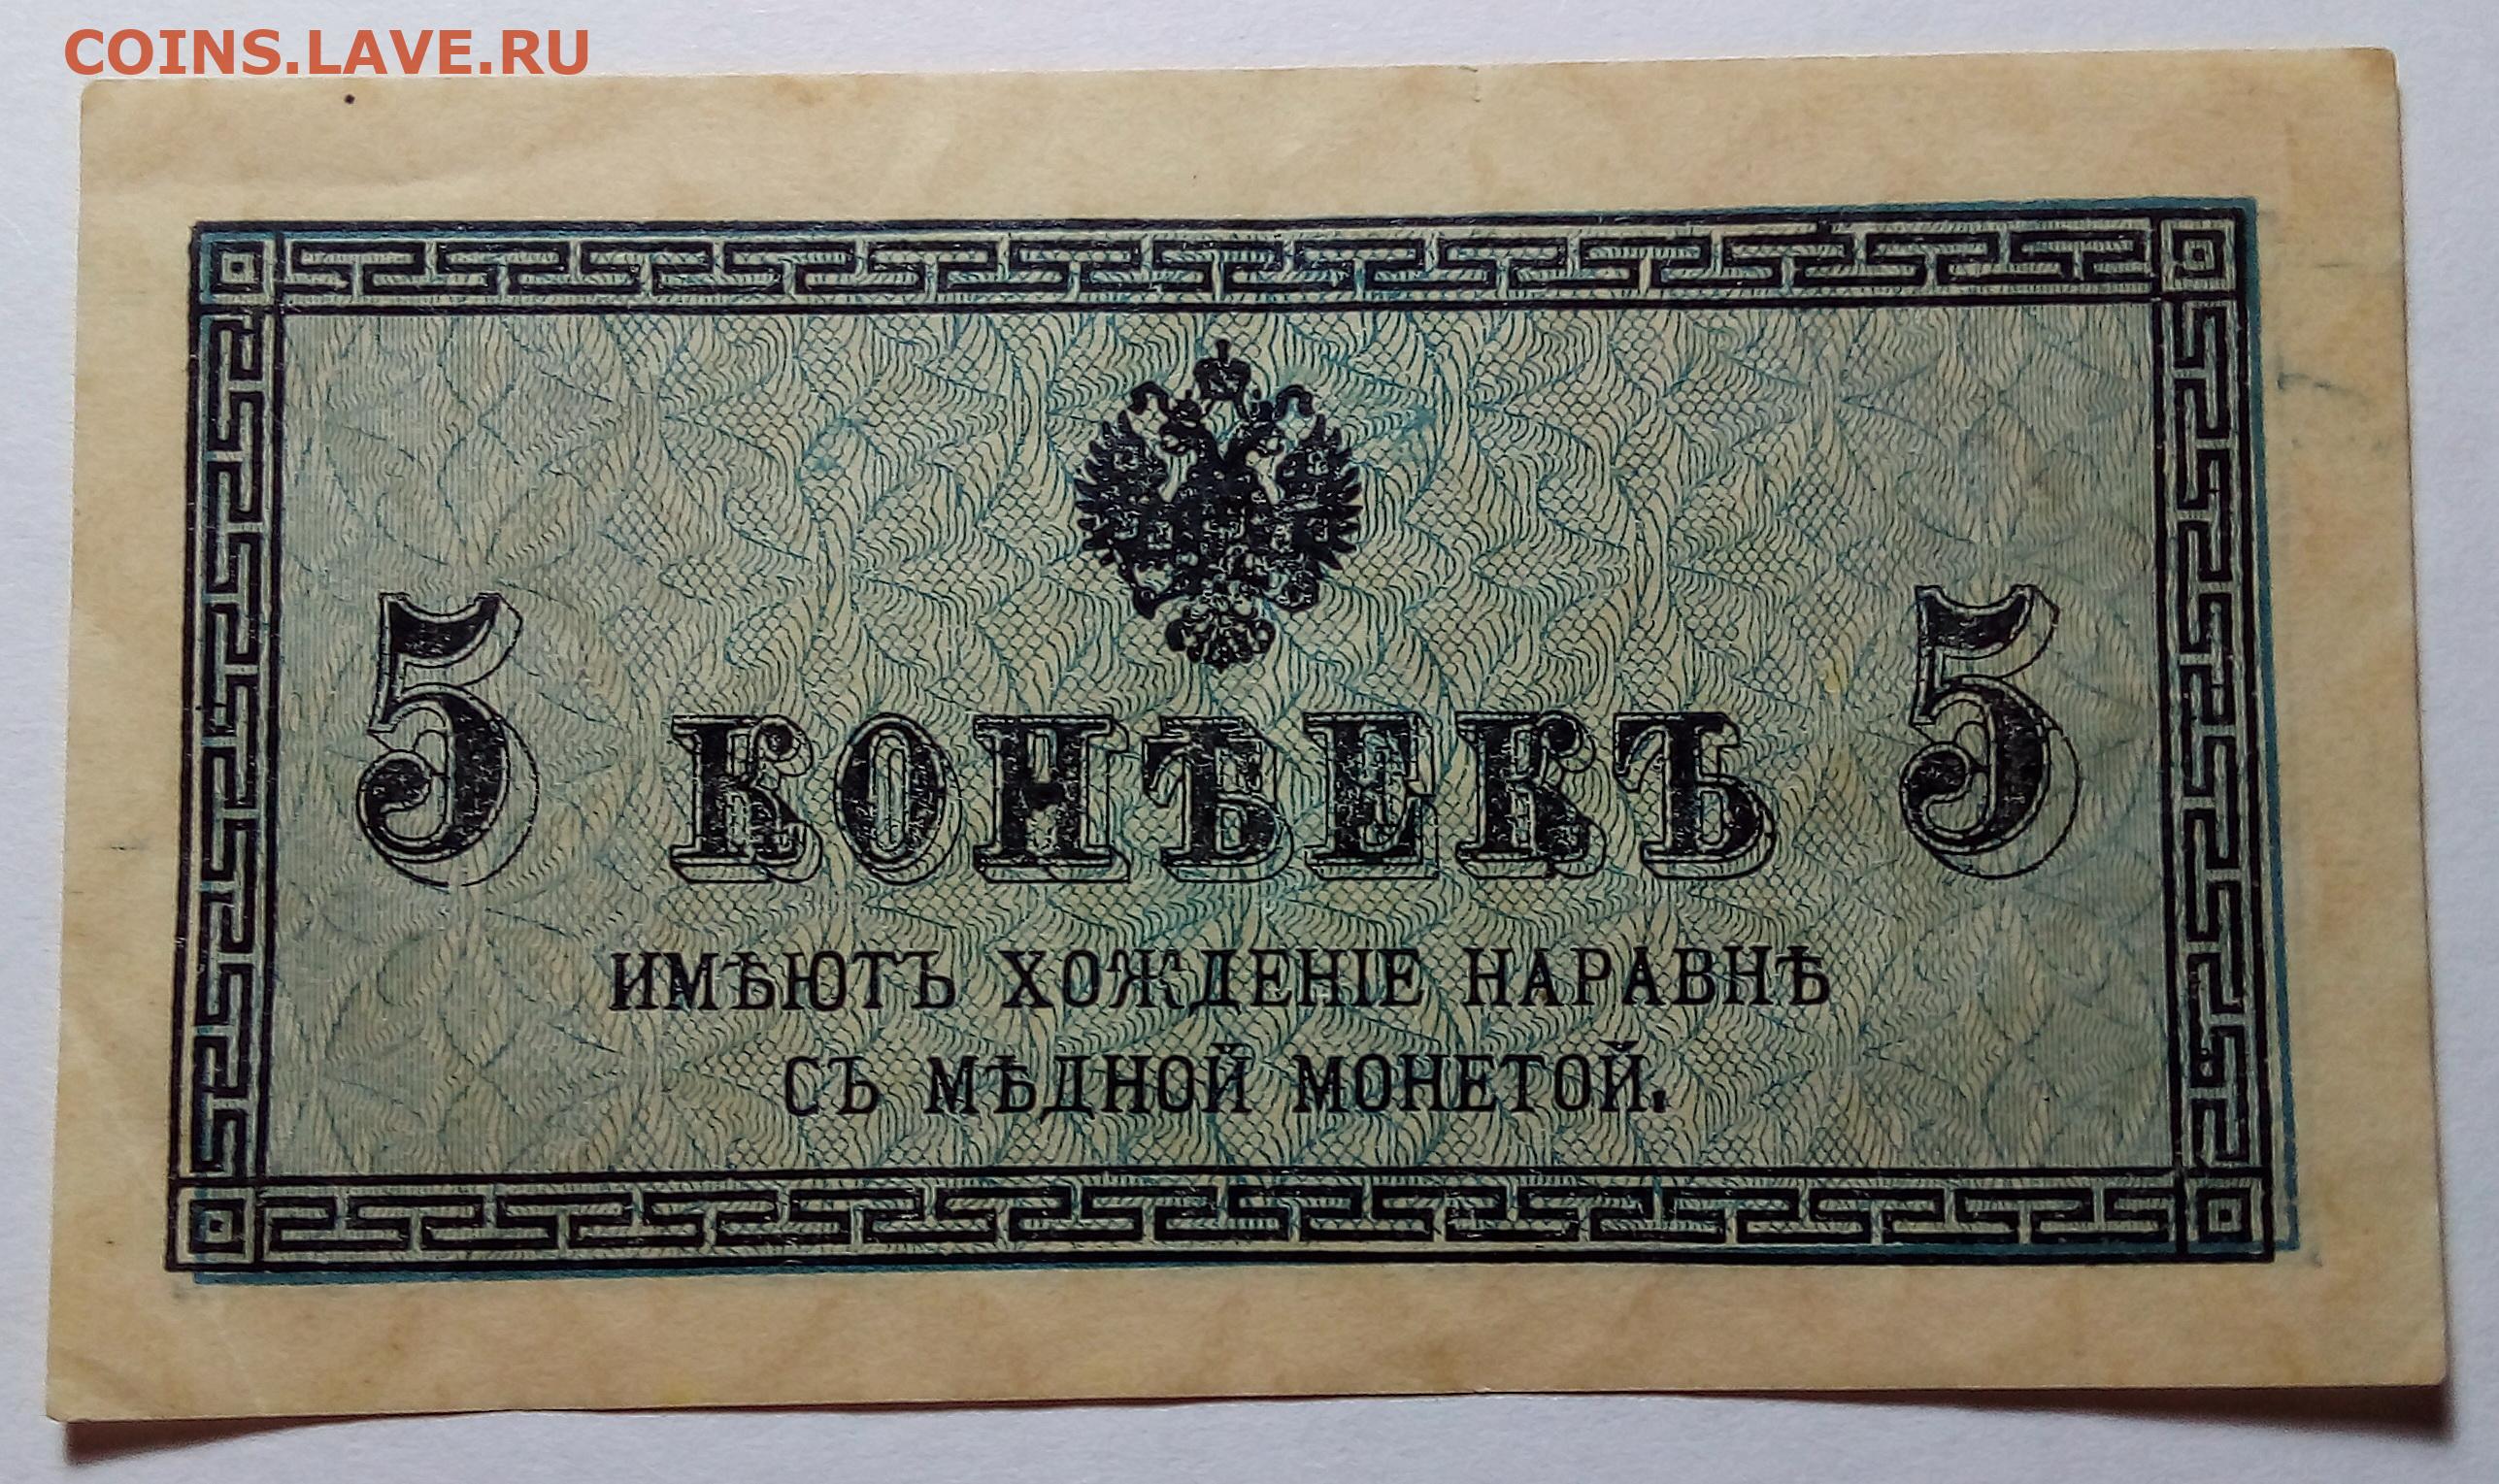 COINS.LAVE.RU
5 КОПѢЕКЪ 5
ИМѢЮТЪ ХОЖДЕНІЕ НАРАВНѢ
СЪ МѢДНОЙ МОНЕТОЙ.